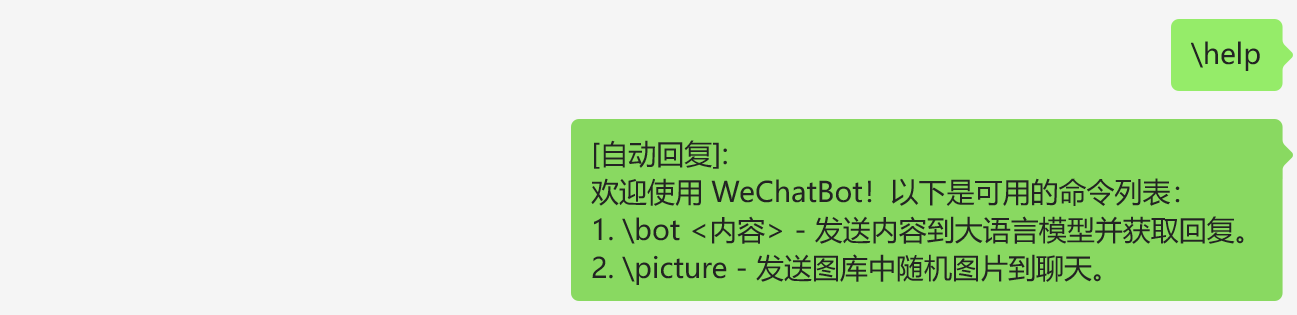 \help
[自动回复]:
欢迎使用 WeChatBot！以下是可用的命令列表：
1. \bot <内容> - 发送内容到大语言模型并获取回复。
2. \picture - 发送图库中随机图片到聊天。